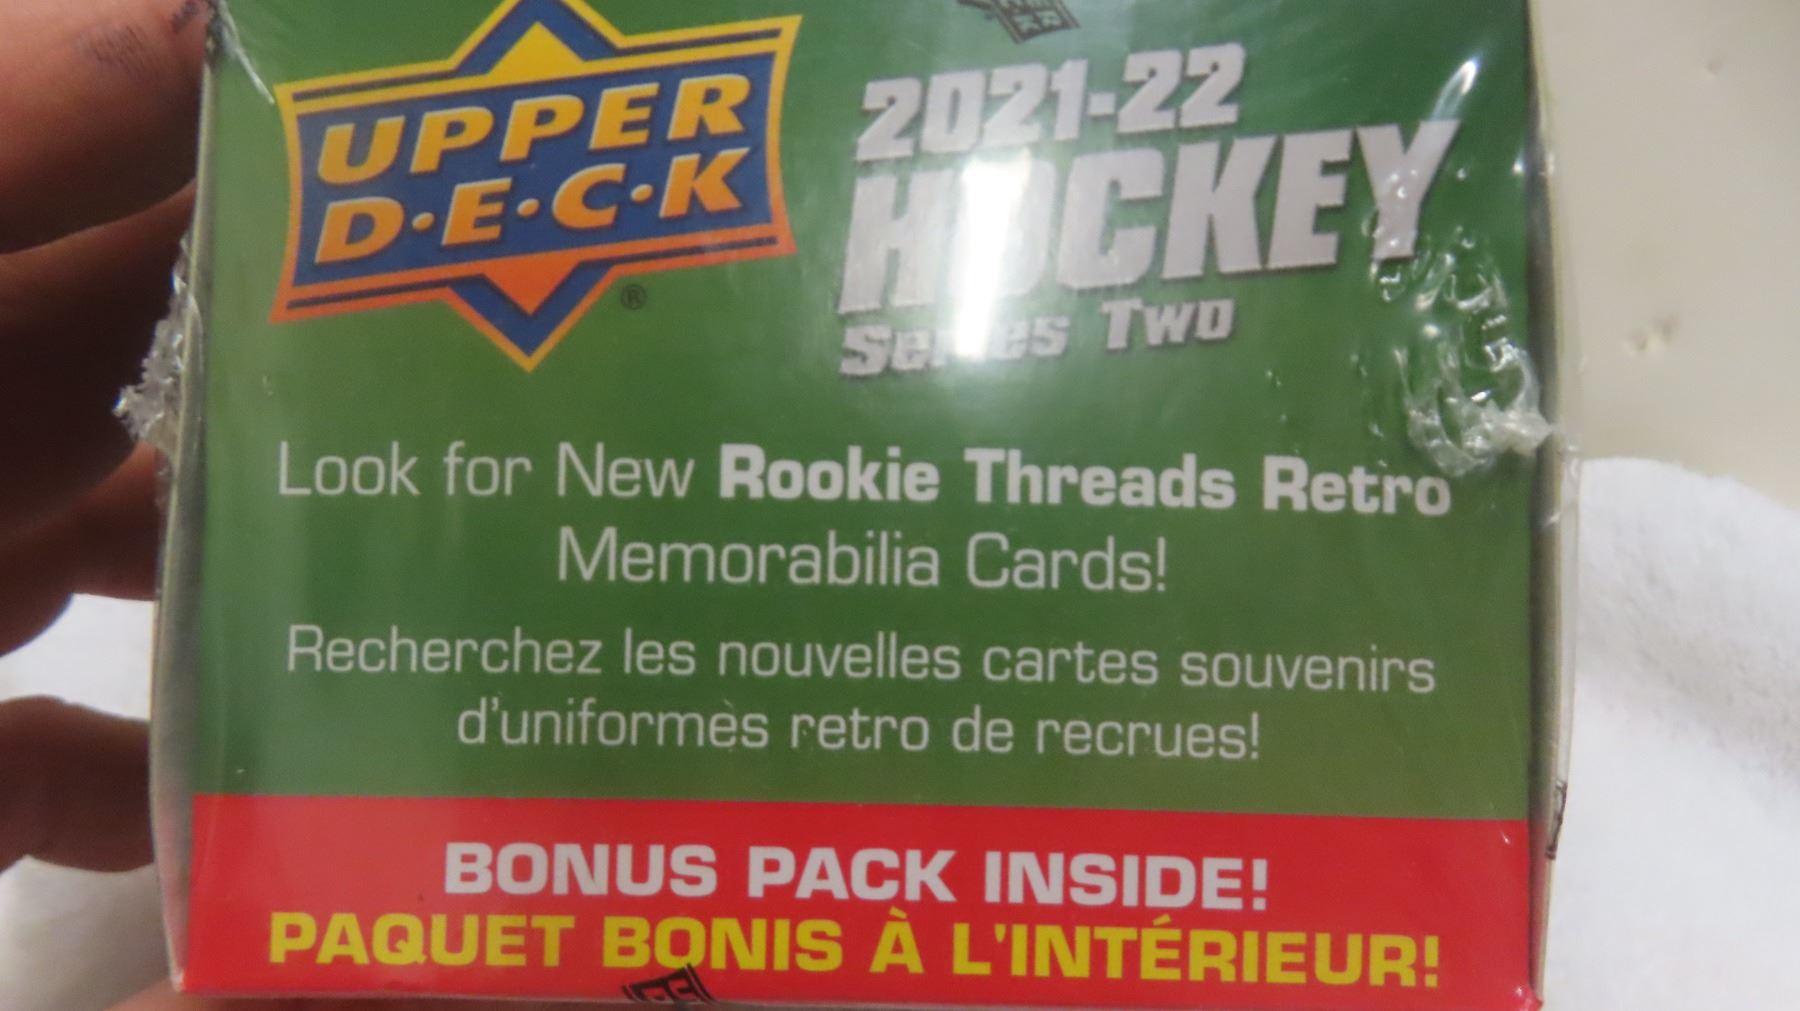 UPPER
D·E·C·K
®
2021-22
HOCKEY
Series Two
Look for New Rookie Threads Retro
Memorabilia Cards!
Recherchez les nouvelles cartes souvenirs
d'uniformes retro de recrues!
BONUS PACK INSIDE!
PAQUET BONIS À L'INTÉRIEUR!